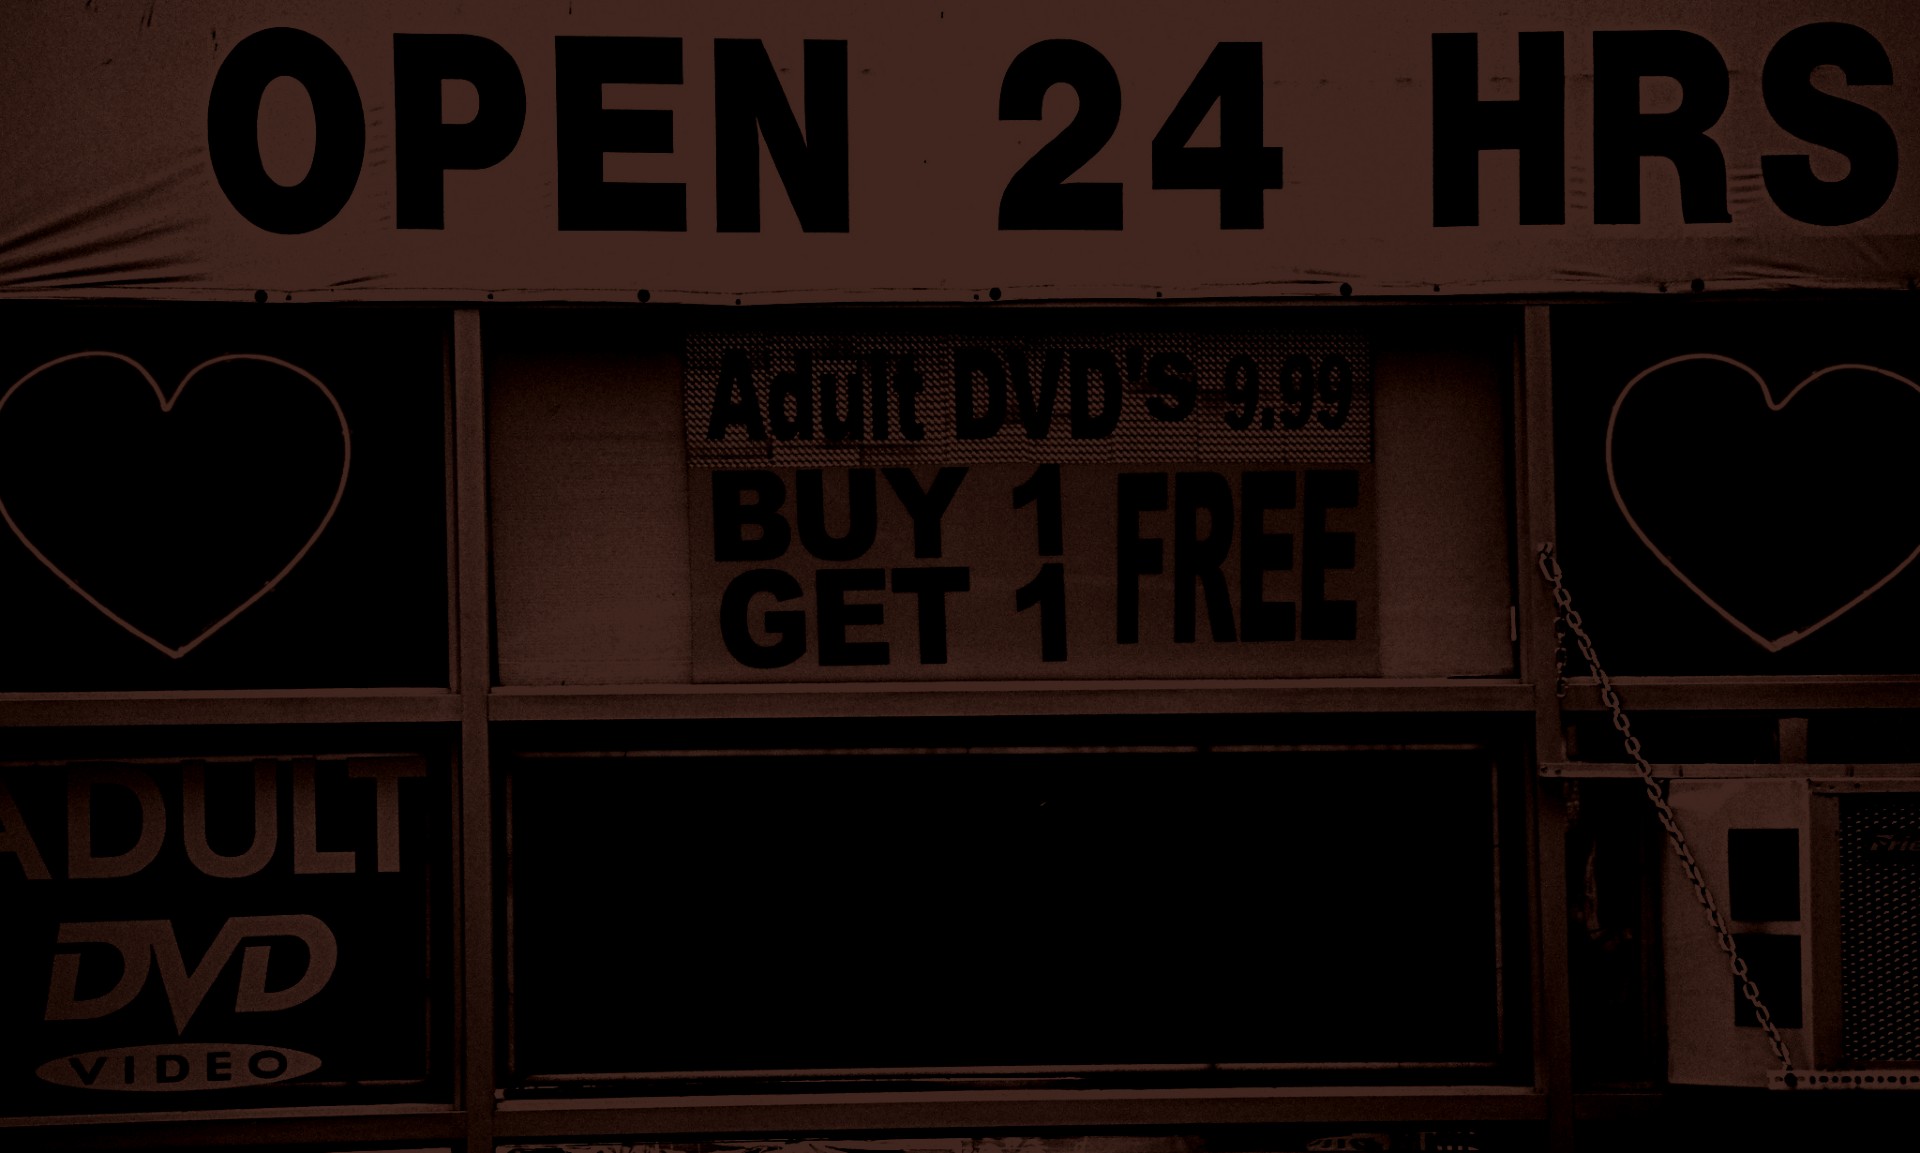 OPEN 24 HRS
Adult DVD'S 9.99
BUY 1
GET 1
FREE
ADULT
DVD
VIDEO